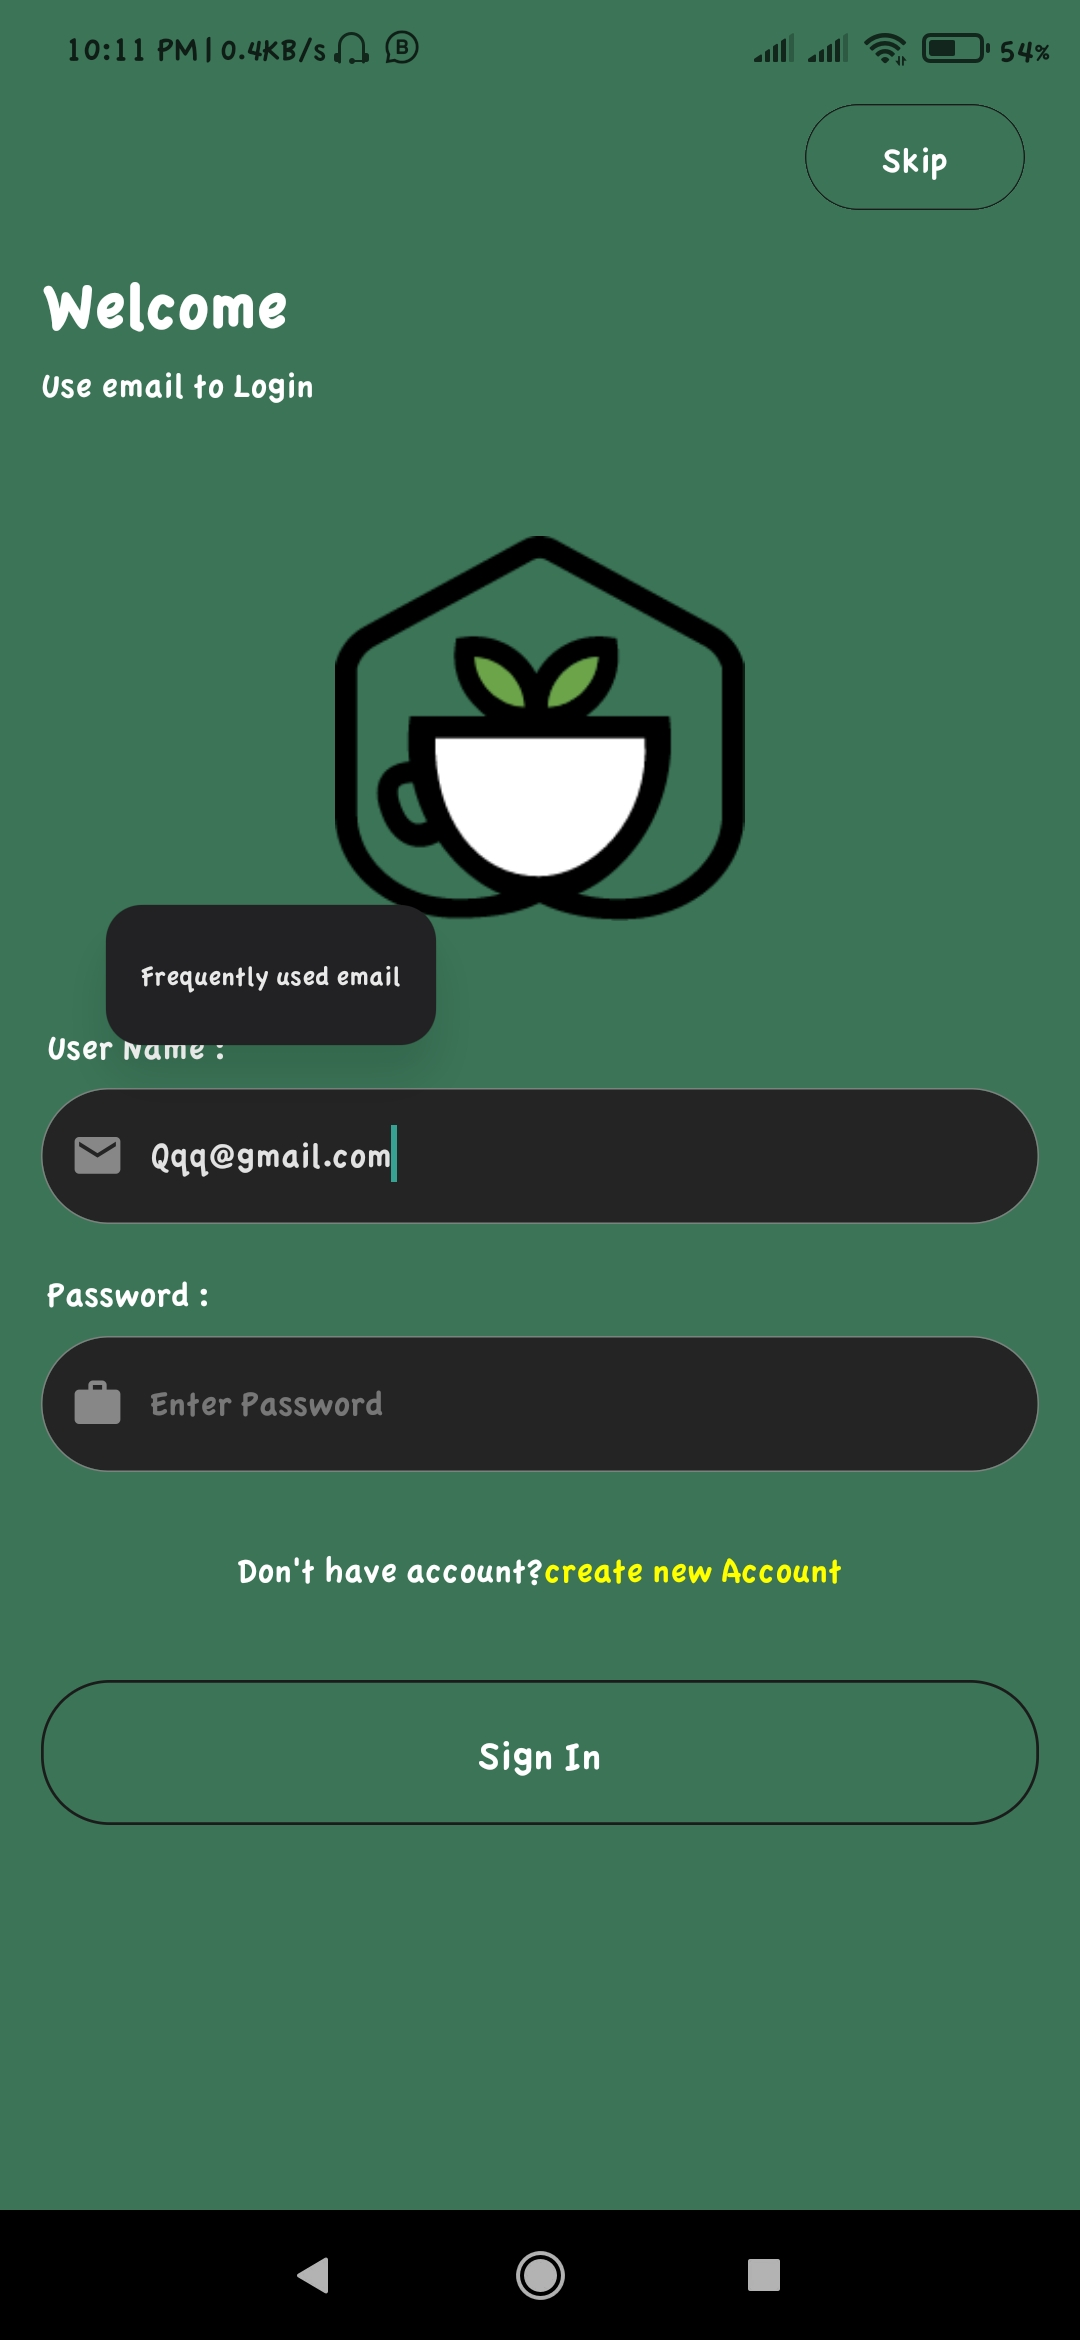 10:11 PM | 0.4KB/s B 54%
Skip
Welcome
Use email to Login
Frequently used email
User Name :
Qqq@gmail.com
Password :
Enter Password
Don't have account?create new Account
Sign In